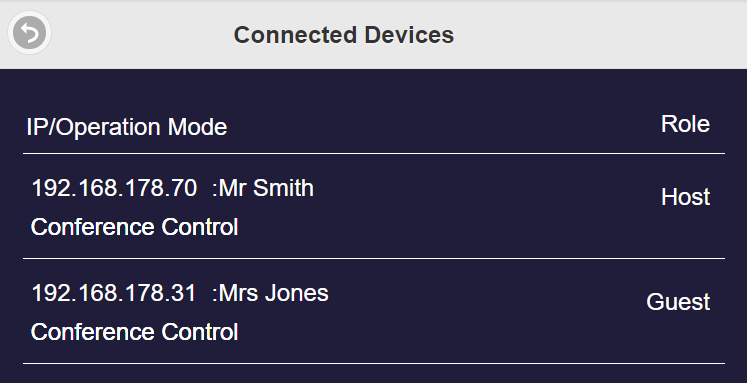 Connected Devices
IP/Operation Mode Role
192.168.178.70 :Mr Smith
Host
Conference Control
192.168.178.31 :Mrs Jones
Guest
Conference Control